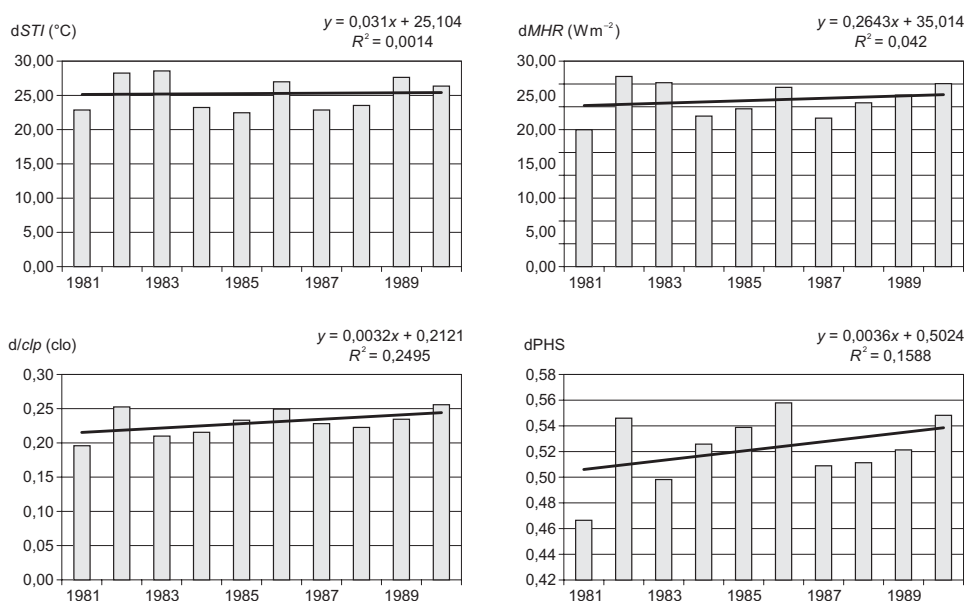 dSTI (°C)
y = 0,031x + 25,104
R² = 0,0014
30,00
25,00
20,00
15,00
10,00
5,00
0,00
1981 1983 1985 1987 1989
dMHR (Wm⁻²)
y = 0,2643x + 35,014
R² = 0,042
30,00
25,00
20,00
15,00
10,00
5,00
0,00
1981 1983 1985 1987 1989
d/clp (clo)
y = 0,0032x + 0,2121
R² = 0,2495
0,30
0,25
0,20
0,15
0,10
0,05
0,00
1981 1983 1985 1987 1989
dPHS
y = 0,0036x + 0,5024
R² = 0,1588
0,58
0,56
0,54
0,52
0,50
0,48
0,46
0,44
0,42
1981 1983 1985 1987 1989